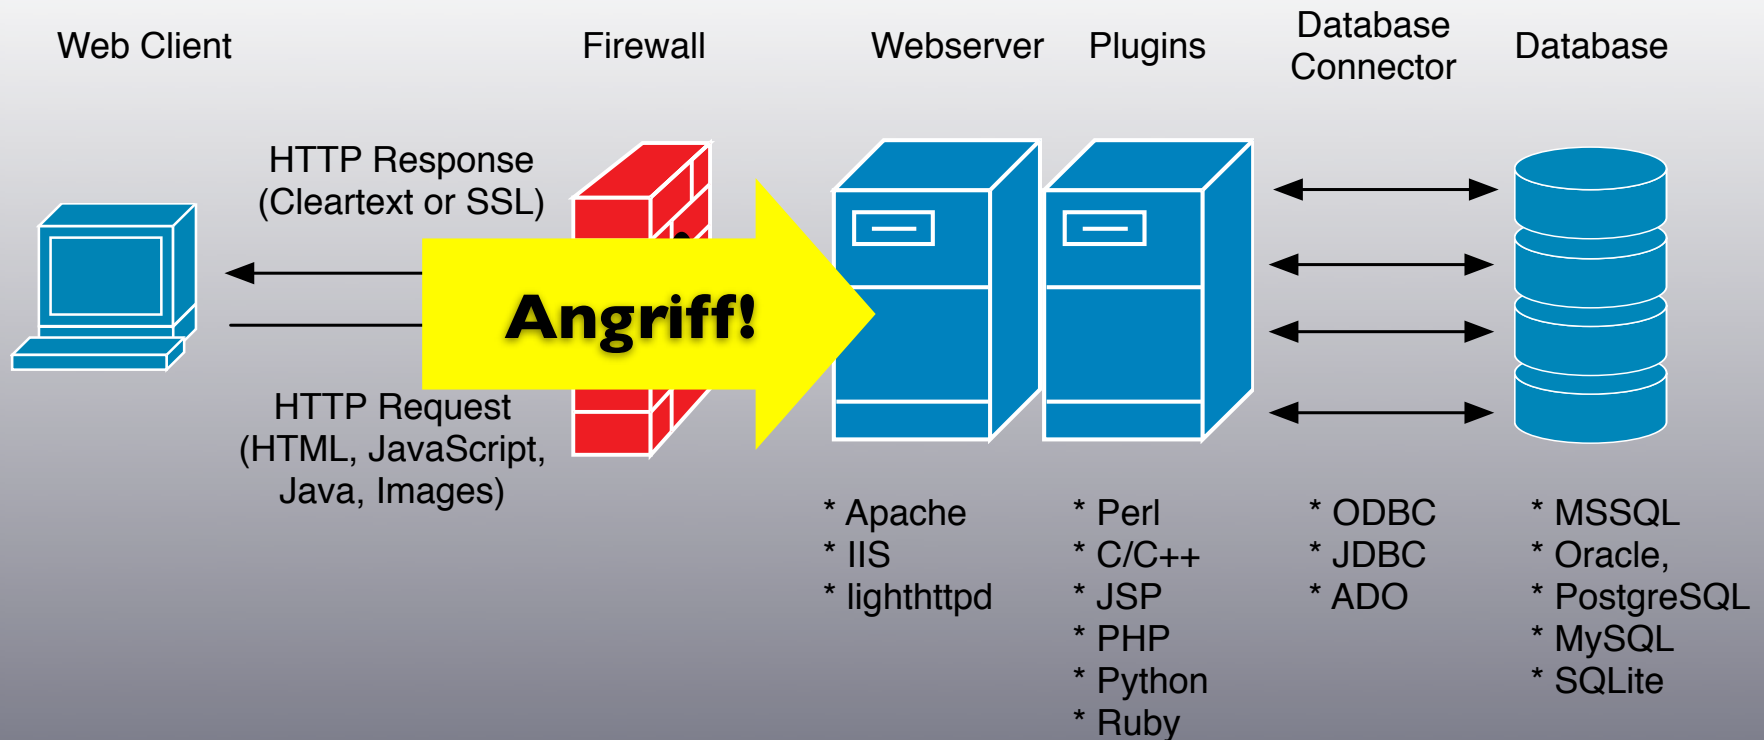 Web Client
Firewall
Webserver
Plugins
Database
Connector
Database
HTTP Response
(Cleartext or SSL)
Angriff!
HTTP Request
(HTML, JavaScript,
Java, Images)
* Apache
* IIS
* lighthttpd
* Perl
* C/C++
* JSP
* PHP
* Python
* Ruby
* ODBC
* JDBC
* ADO
* MSSQL
* Oracle,
* PostgreSQL
* MySQL
* SQLite